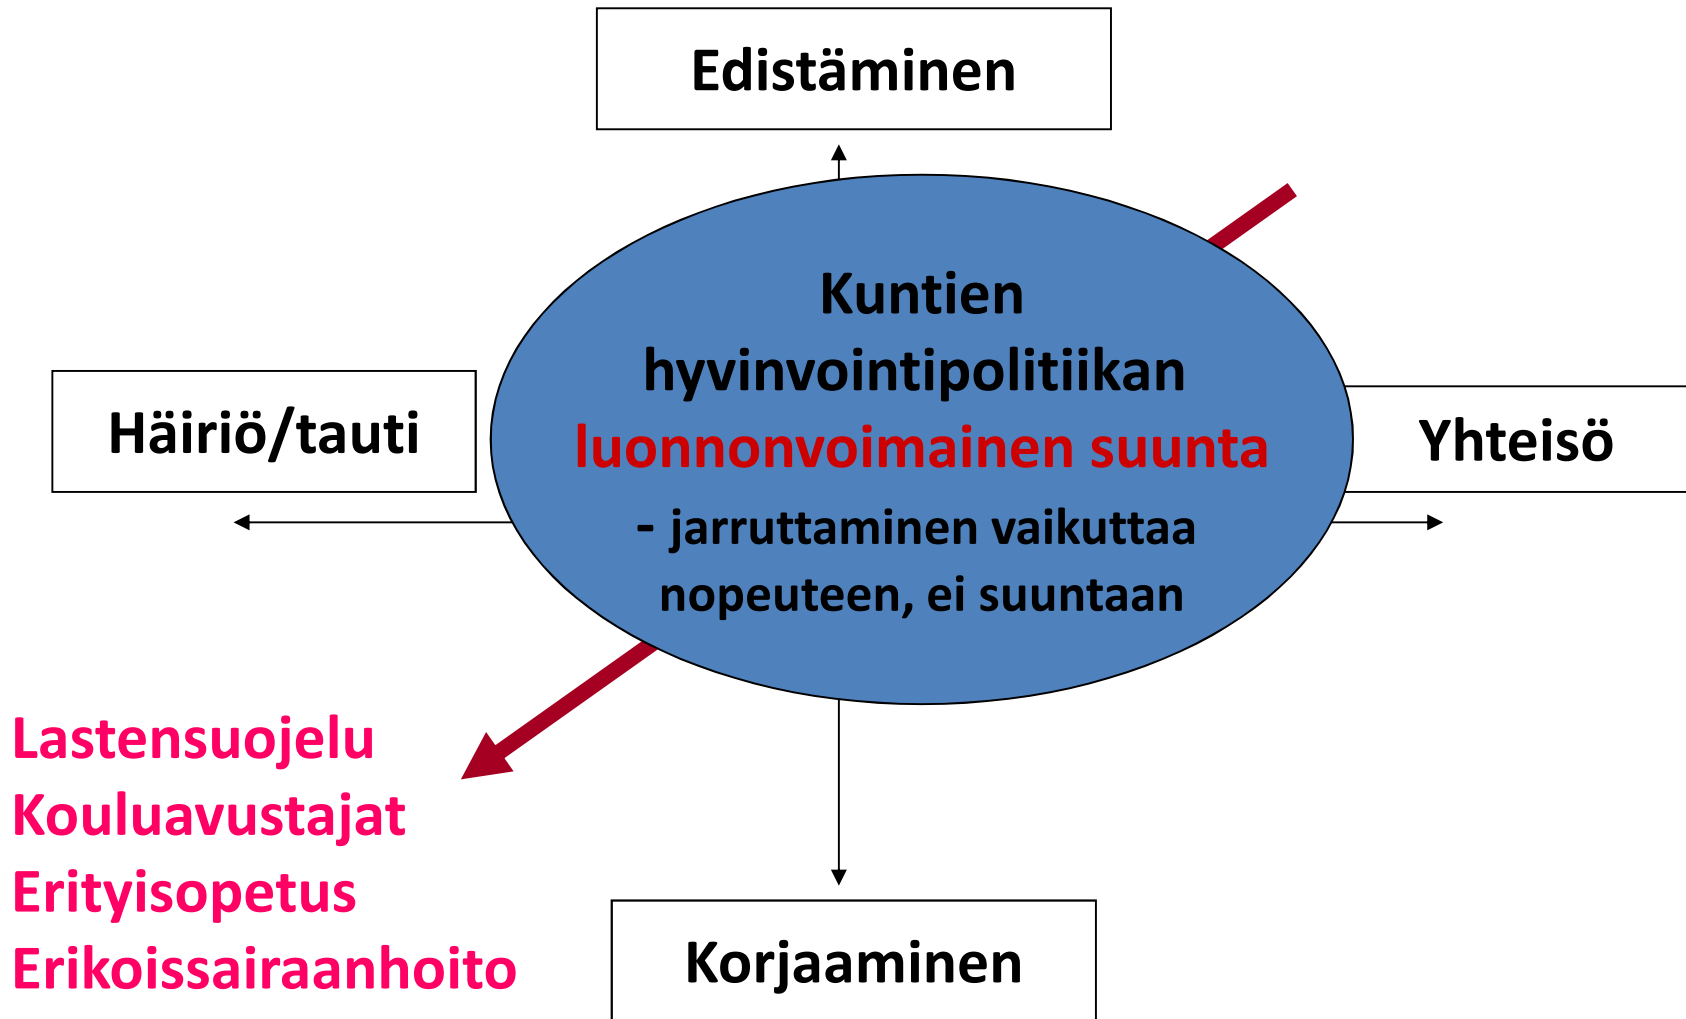 Edistäminen
Kuntien
hyvinvointipolitiikan
luonnonvoimainen suunta
- jarruttaminen vaikuttaa
nopeuteen, ei suuntaan
Häiriö/tauti
Yhteisö
Lastensuojelu
Kouluavustajat
Erityisopetus
Erikoissairaanhoito
Korjaaminen